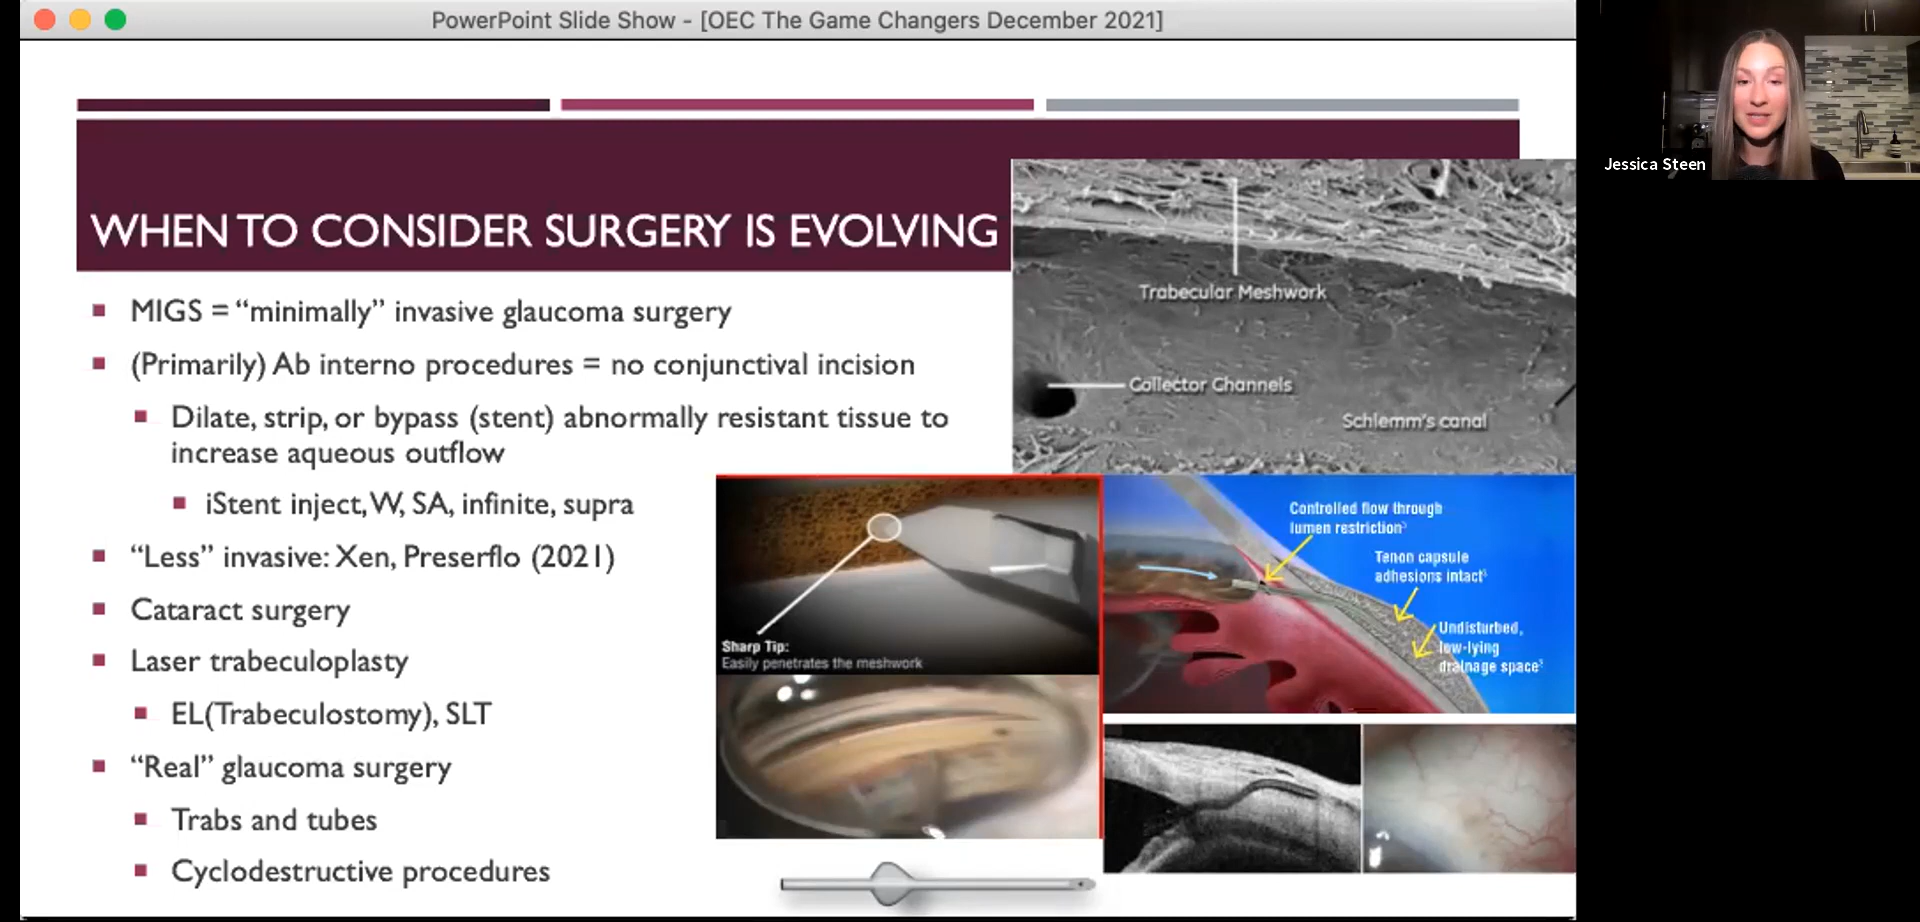 PowerPoint Slide Show - [OEC The Game Changers December 2021]
Jessica Steen
WHEN TO CONSIDER SURGERY IS EVOLVING
MIGS = “minimally” invasive glaucoma surgery
(Primarily) Ab interno procedures = no conjunctival incision
Dilate, strip, or bypass (stent) abnormally resistant tissue to
increase aqueous outflow
iStent inject, W, SA, infinite, supra
“Less” invasive: Xen, Preserflo (2021)
Cataract surgery
Laser trabeculoplasty
EL(Trabeculostomy), SLT
“Real” glaucoma surgery
Trabs and tubes
Cyclodestructive procedures
Trabecular Meshwork
Collector Channels
Schlemm's canal
Sharp Tip:
Easily penetrates the meshwork
Controlled flow through
lumen restriction
Tenon capsule
adhesions intact
Undisturbed,
low-lying
drainage space